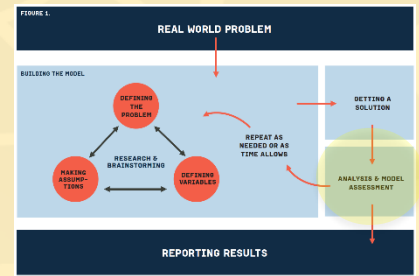 FIGURE 1.
REAL WORLD PROBLEM
BUILDING THE MODEL
DEFINING
THE
PROBLEM
RESEARCH &
BRAINSTORMING
MAKING
ASSUMP-
TIONS
DEFINING
VARIABLES
REPEAT AS
NEEDED OR AS
TIME ALLOWS
GETTING A
SOLUTION
ANALYSIS & MODEL
ASSESSMENT
REPORTING RESULTS